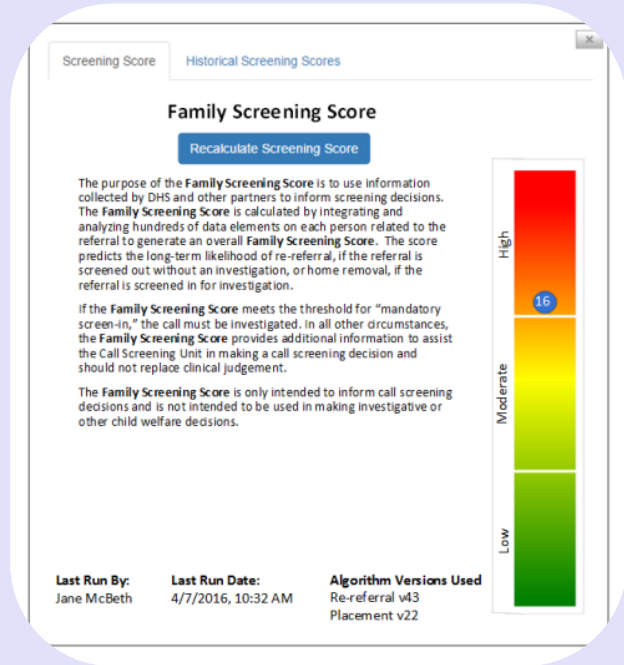 ×
Screening Score Historical Screening Scores
Family Screening Score
Recalculate Screening Score
The purpose of the Family Screening Score is to use information
collected by DHS and other partners to inform screening decisions.
The Family Screening Score is calculated by integrating and
analyzing hundreds of data elements on each person related to the
referral to generate an overall Family Screening Score. The score
predicts the long-term likelihood of re-referral, if the referral is
screened out without an investigation, or home removal, if the
referral is screened in for investigation.
If the Family Screening Score meets the threshold for “mandatory
screen-in,” the call must be investigated. In all other circumstances,
the Family Screening Score provides additional information to assist
the Call Screening Unit in making a call screening decision and
should not replace clinical judgement.
The Family Screening Score is only intended to inform call screening
decisions and is not intended to be used in making investigative or
other child welfare decisions.
High
16
Moderate
Low
Last Run By: Last Run Date: Algorithm Versions Used
Jane McBeth 4/7/2016, 10:32 AM Re-referral v43
Placement v22